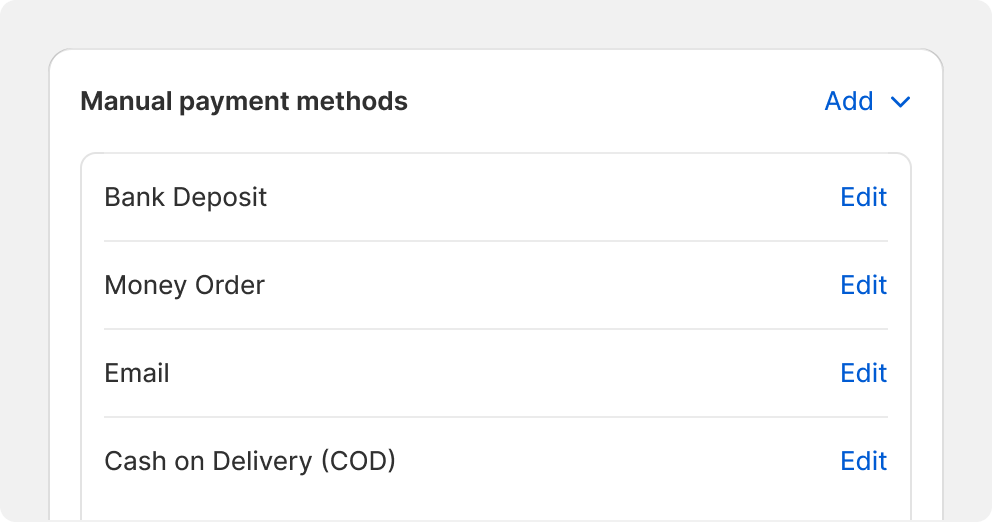 Manual payment methods Add
Bank Deposit Edit
Money Order Edit
Email Edit
Cash on Delivery (COD) Edit